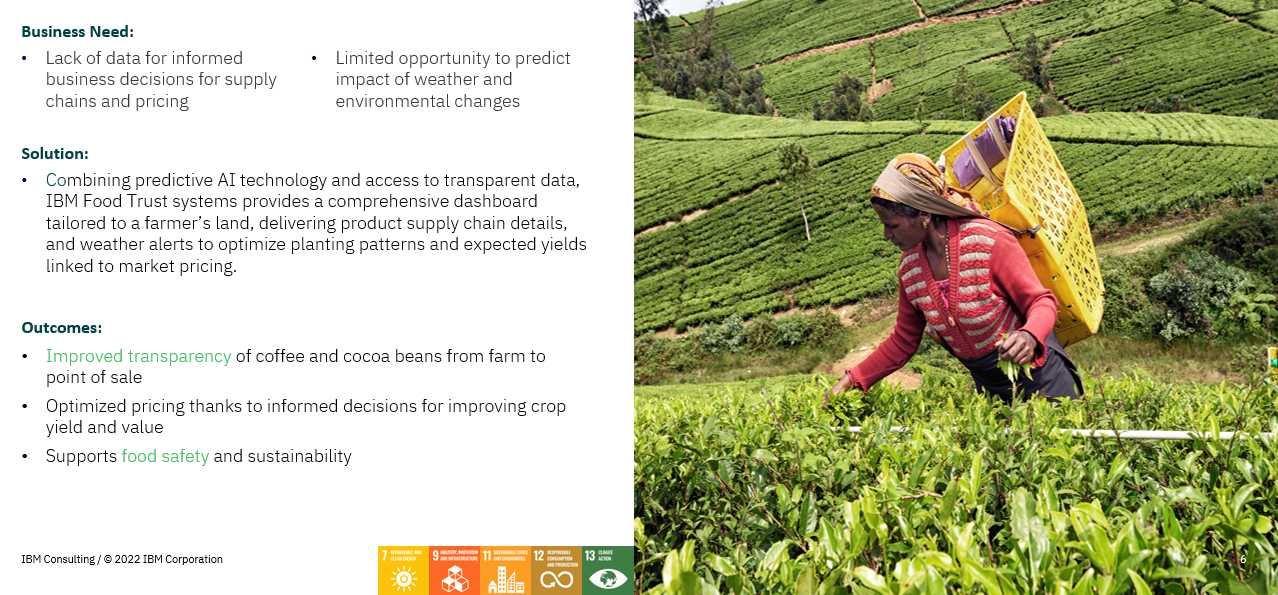 Business Need:
• Lack of data for informed
business decisions for supply
chains and pricing
• Limited opportunity to predict
impact of weather and
environmental changes
Solution:
• Combining predictive AI technology and access to transparent data,
IBM Food Trust systems provides a comprehensive dashboard
tailored to a farmer’s land, delivering product supply chain details,
and weather alerts to optimize planting patterns and expected yields
linked to market pricing.
Outcomes:
• Improved transparency of coffee and cocoa beans from farm to
point of sale
• Optimized pricing thanks to informed decisions for improving crop
yield and value
• Supports food safety and sustainability
IBM Consulting / © 2022 IBM Corporation
7 AFFORDABLE AND
CLEAN ENERGY
9 INDUSTRY, INNOVATION
AND INFRASTRUCTURE
11 SUSTAINABLE CITIES
AND COMMUNITIES
12 RESPONSIBLE
CONSUMPTION
AND PRODUCTION
13 CLIMATE
ACTION
6